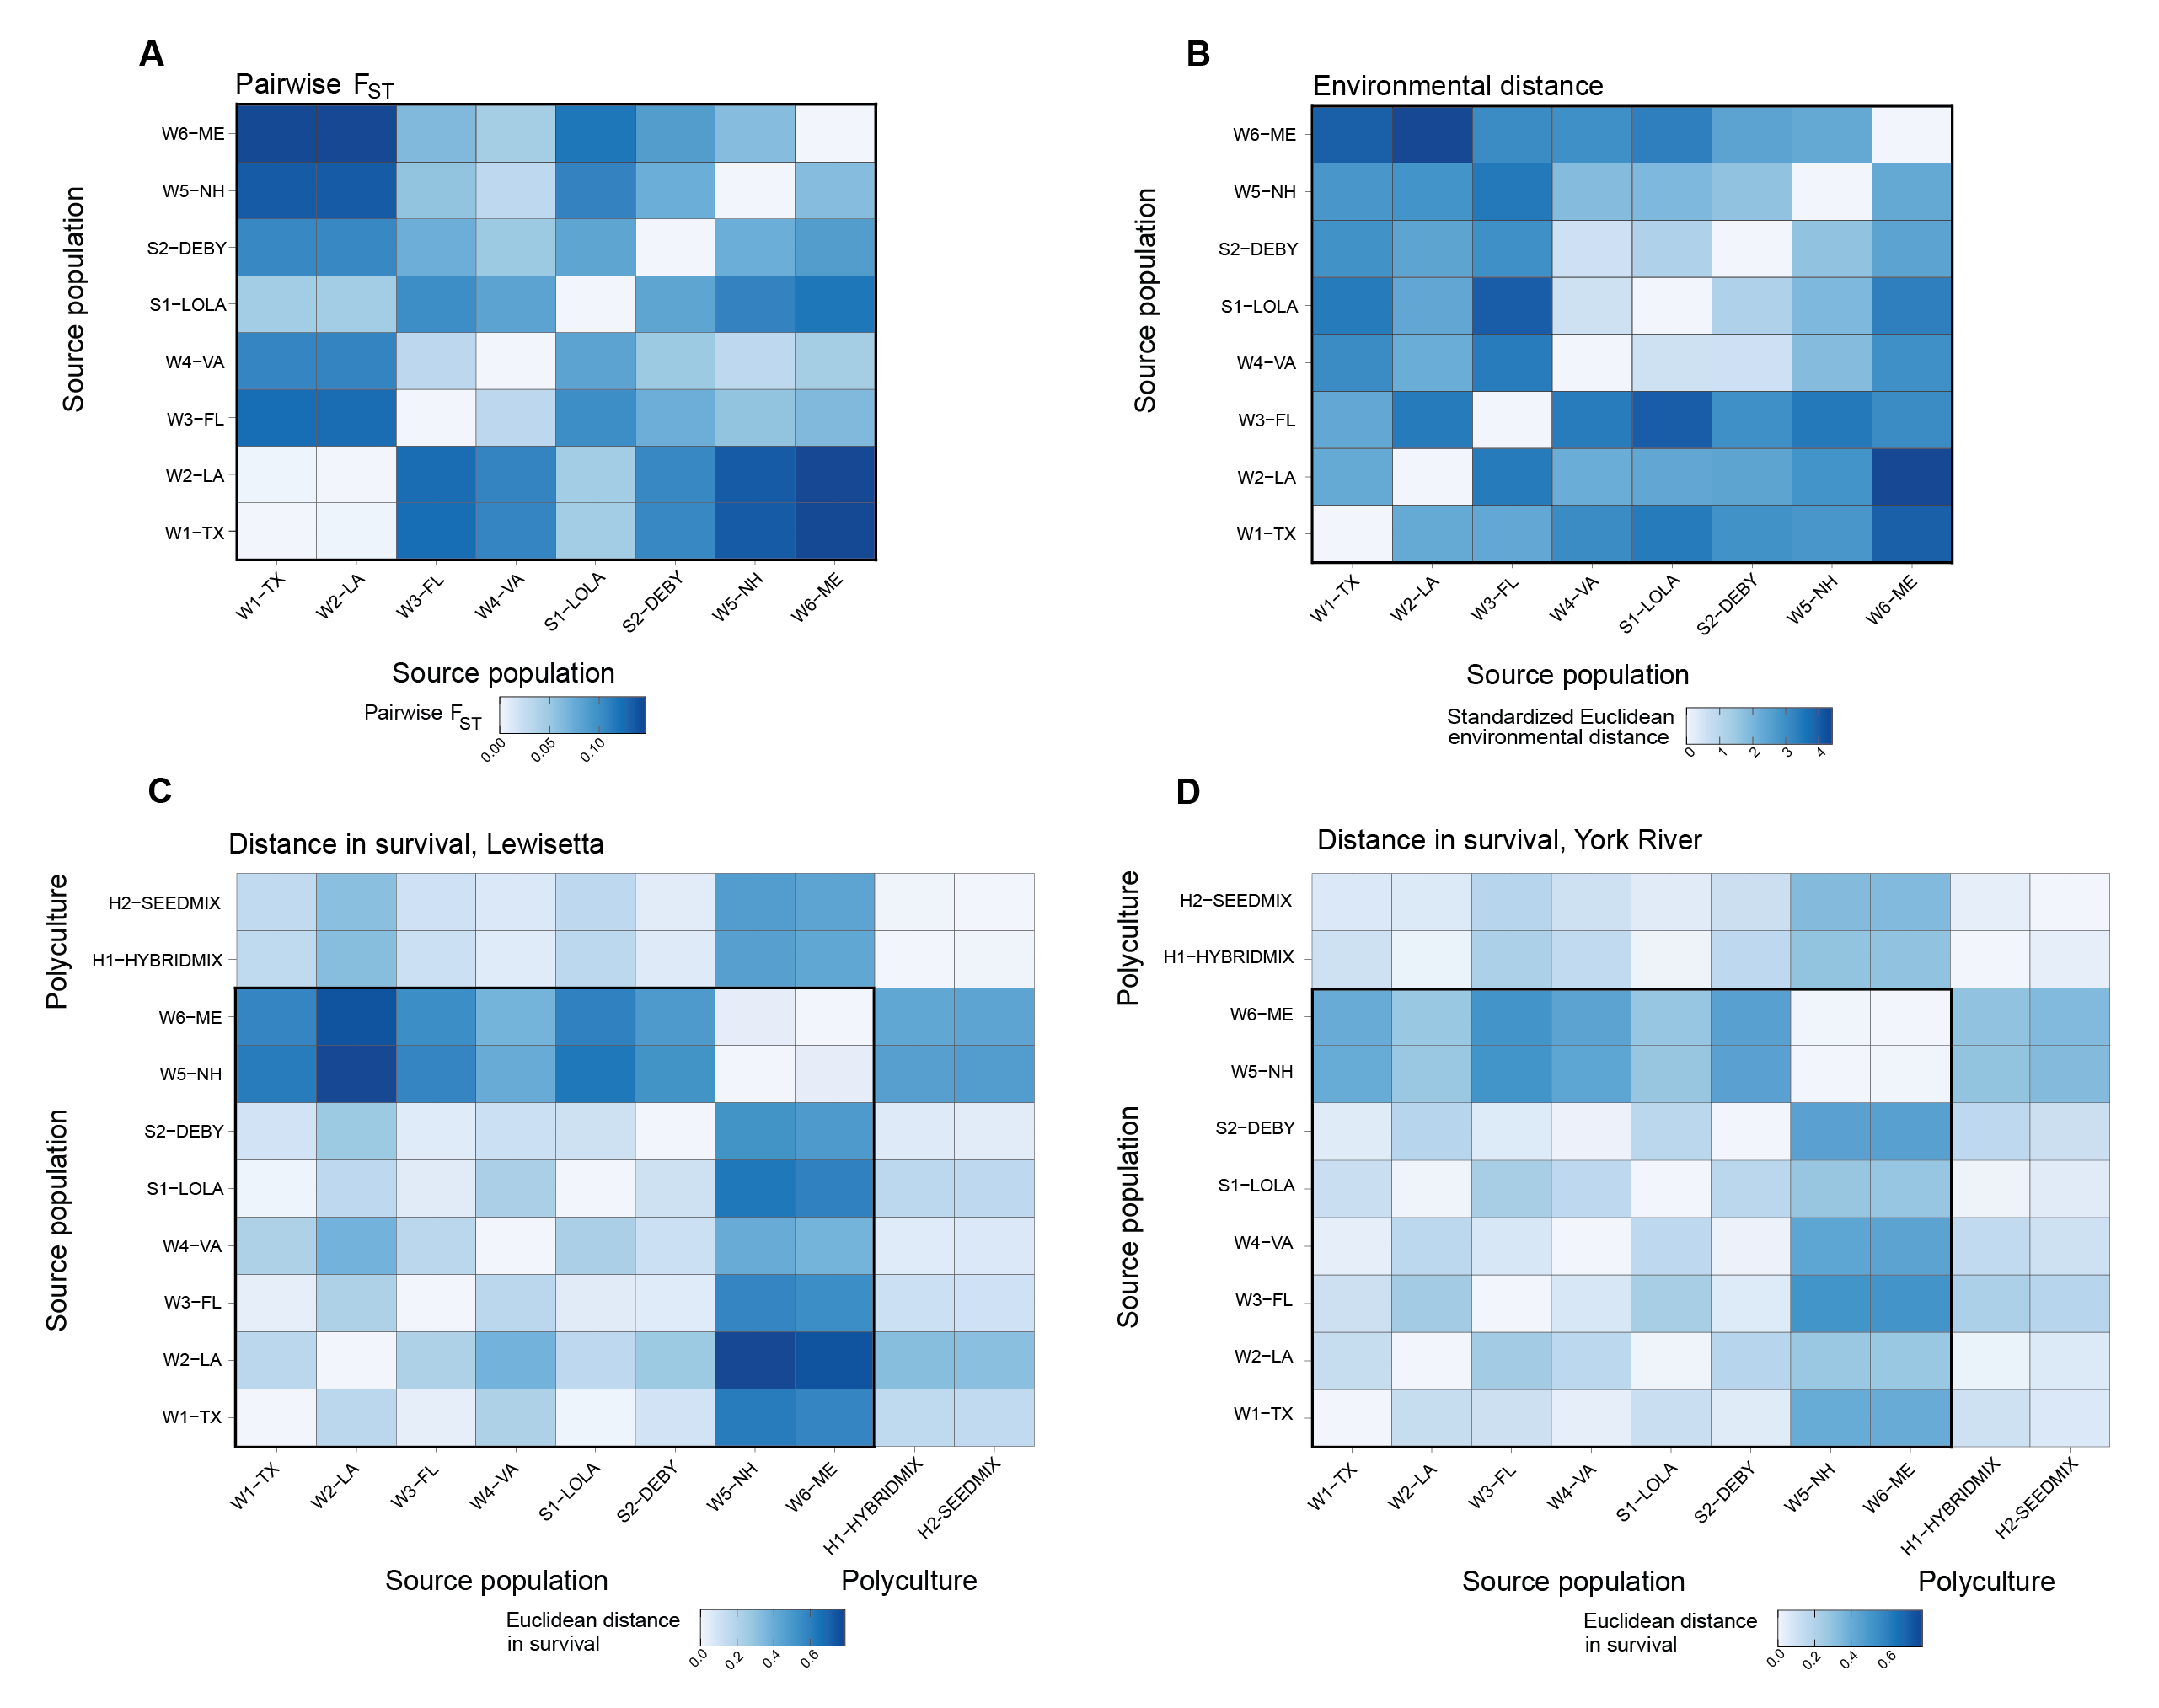 A
Pairwise FST
Source population
W6−ME
W5−NH
S2−DEBY
S1−LOLA
W4−VA
W3−FL
W2−LA
W1−TX
W1−TX
W2−LA
W3−FL
W4−VA
S1−LOLA
S2−DEBY
W5−NH
W6−ME
Source population
Pairwise FST
0.00
0.05
0.10
B
Environmental distance
Source population
W6−ME
W5−NH
S2−DEBY
S1−LOLA
W4−VA
W3−FL
W2−LA
W1−TX
W1−TX
W2−LA
W3−FL
W4−VA
S1−LOLA
S2−DEBY
W5−NH
W6−ME
Source population
Standardized Euclidean
environmental distance
0
1
2
3
4
C
Distance in survival, Lewisetta
Polyculture
Source population
H2−SEEDMIX
H1−HYBRIDMIX
W6−ME
W5−NH
S2−DEBY
S1−LOLA
W4−VA
W3−FL
W2−LA
W1−TX
W1−TX
W2−LA
W3−FL
W4−VA
S1−LOLA
S2−DEBY
W5−NH
W6−ME
H1−HYBRIDMIX
H2-SEEDMIX
Source population
Polyculture
Euclidean distance
in survival
0.0
0.2
0.4
0.6
D
Distance in survival, York River
Polyculture
Source population
H2−SEEDMIX
H1−HYBRIDMIX
W6−ME
W5−NH
S2−DEBY
S1−LOLA
W4−VA
W3−FL
W2−LA
W1−TX
W1−TX
W2−LA
W3−FL
W4−VA
S1−LOLA
S2−DEBY
W5−NH
W6−ME
H1−HYBRIDMIX
H2−SEEDMIX
Source population
Polyculture
Euclidean distance
in survival
0.0
0.2
0.4
0.6